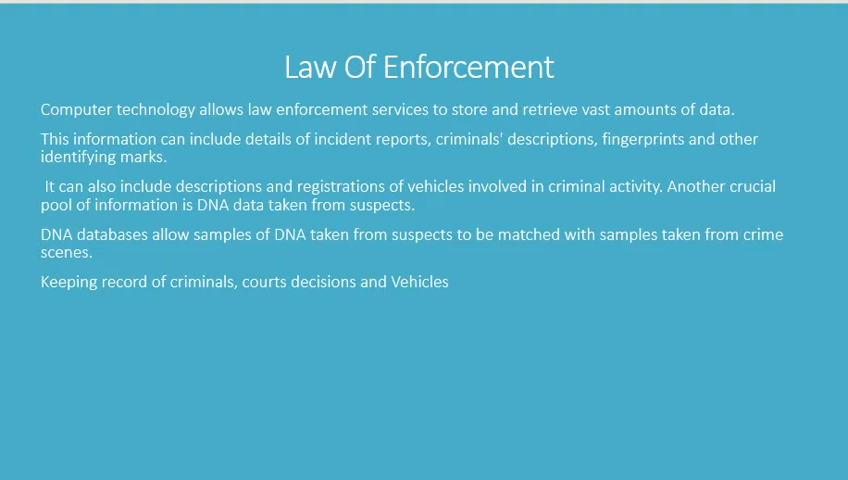 Law Of Enforcement
Computer technology allows law enforcement services to store and retrieve vast amounts of data.
This information can include details of incident reports, criminals' descriptions, fingerprints and other
identifying marks.
It can also include descriptions and registrations of vehicles involved in criminal activity. Another crucial
pool of information is DNA data taken from suspects.
DNA databases allow samples of DNA taken from suspects to be matched with samples taken from crime
scenes.
Keeping record of criminals, courts decisions and Vehicles